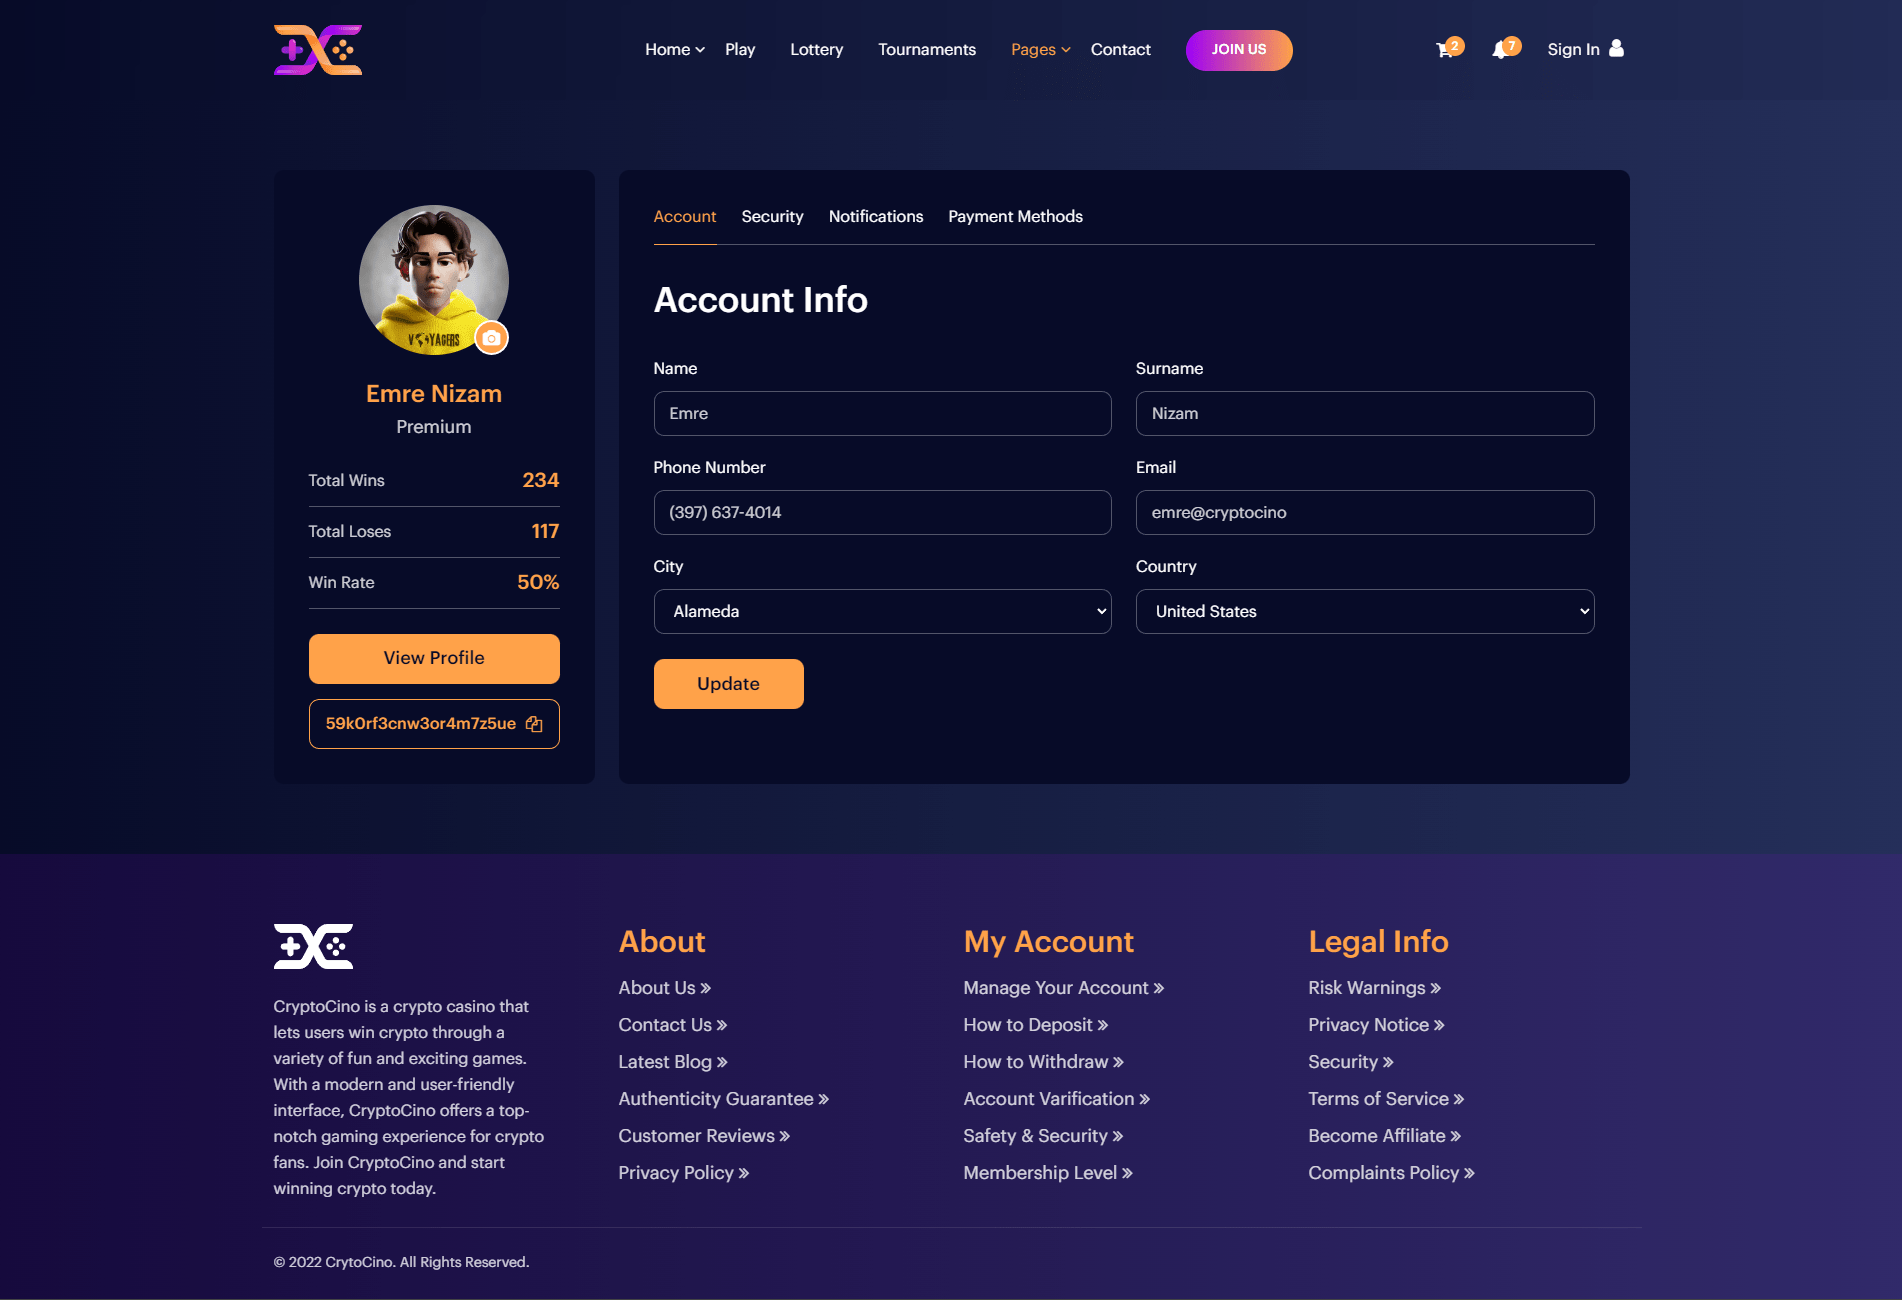 Home Play Lottery Tournaments Pages Contact JOIN US 2 7 Sign In
VOYAGERS
Emre Nizam
Premium
Total Wins 234
Total Loses 117
Win Rate 50%
View Profile
59k0rf3cnw3or4m7z5ue
Account Security Notifications Payment Methods
Account Info
Name Surname
Emre Nizam
Phone Number Email
(397) 637-4014 emre@cryptocino
City Country
Alameda United States
Update
CryptoCino is a crypto casino that
lets users win crypto through a
variety of fun and exciting games.
With a modern and user-friendly
interface, CryptoCino offers a top-
notch gaming experience for crypto
fans. Join CryptoCino and start
winning crypto today.
About
About Us »
Contact Us »
Latest Blog »
Authenticity Guarantee »
Customer Reviews »
Privacy Policy »
My Account
Manage Your Account »
How to Deposit »
How to Withdraw »
Account Varification »
Safety & Security »
Membership Level »
Legal Info
Risk Warnings »
Privacy Notice »
Security »
Terms of Service »
Become Affiliate »
Complaints Policy »
© 2022 CrytoCino. All Rights Reserved.